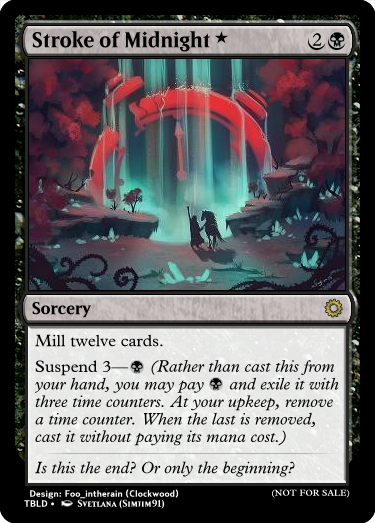 Stroke of Midnight ★ 2
Sorcery
Mill twelve cards.
Suspend 3— (Rather than cast this from
your hand, you may pay and exile it with
three time counters. At your upkeep, remove
a time counter. When the last is removed,
cast it without paying its mana cost.)
Is this the end? Or only the beginning?
Design: Foo_intherain (Clockwood)
(NOT FOR SALE)
TBLD • Svetlana (Simjim91)